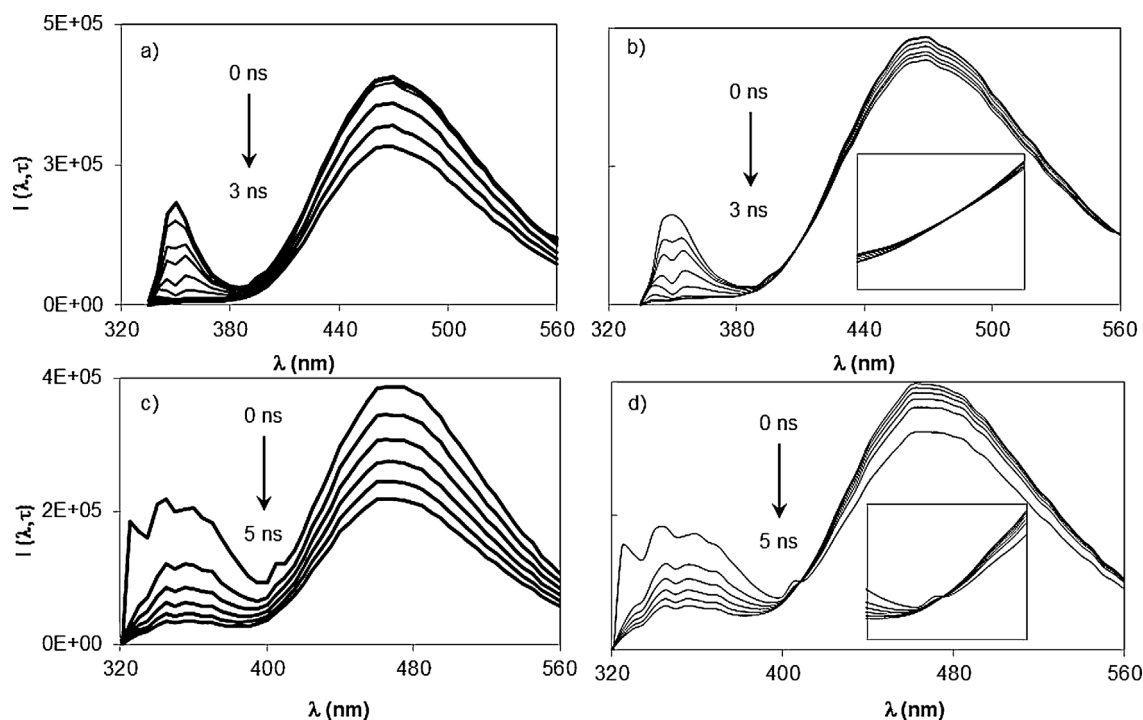 5E+05
3E+05
0E+00
I (λ,τ)
a)
0 ns
3 ns
320 380 440 500 560
λ (nm)
b)
0 ns
3 ns
320 380 440 500 560
λ (nm)
4E+05
2E+05
0E+00
I (λ,τ)
c)
0 ns
5 ns
320 400 480 560
λ (nm)
d)
0 ns
5 ns
320 400 480 560
λ (nm)